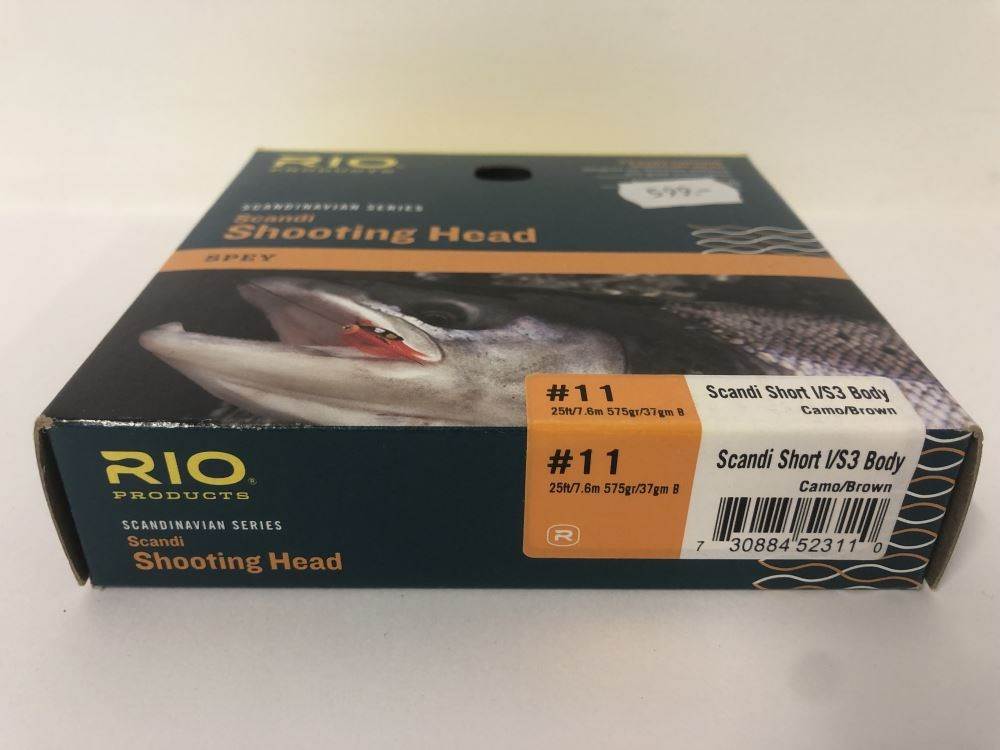 RIO
PRODUCTS
599.-
SCANDINAVIAN SERIES
Scandi
Shooting Head
SPEY
#11
25ft/7.6m 575gr/37gm B
Scandi Short I/S3 Body
Camo/Brown
#11
25ft/7.6m 575gr/37gm B
Scandi Short I/S3 Body
Camo/Brown
R
7 30884 52311 0
RIO®
PRODUCTS
SCANDINAVIAN SERIES
Scandi
Shooting Head